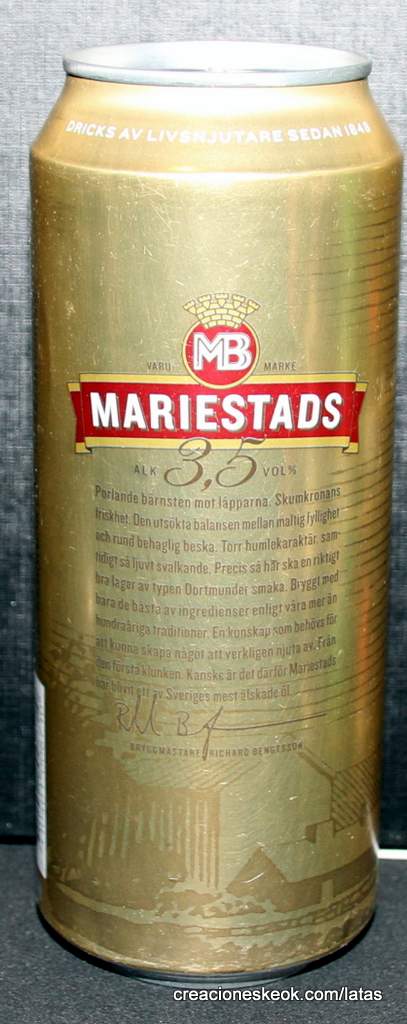 DRICKS AV LIVSNJUTARE SEDAN 1848
MB
VARU MARKE
MARIESTADS
ALK 3,5 VOL%
Porlande bärnsten mot läpparna. Skumkronans
friskhet. Den utsökta balansen mellan maltig fyllighet
och rund behaglig beska. Torr humlekaraktär, sam-
tidigt så ljuvt svalkande. Precis så här ska en riktigt
bra lager av typen Dortmunder smaka. Bryggt med
bara de bästa av ingredienser enligt våra mer än
hundraåriga traditioner. En kunskap som behövs för
att kunna skapa något att verkligen njuta av. Från
den första klunken. Kanske är det därför Mariestads
har blivit ett av Sveriges mest älskade öl.
BRYGGMÄSTARE RICHARD BENGTSSON
creacioneskeok.com/latas